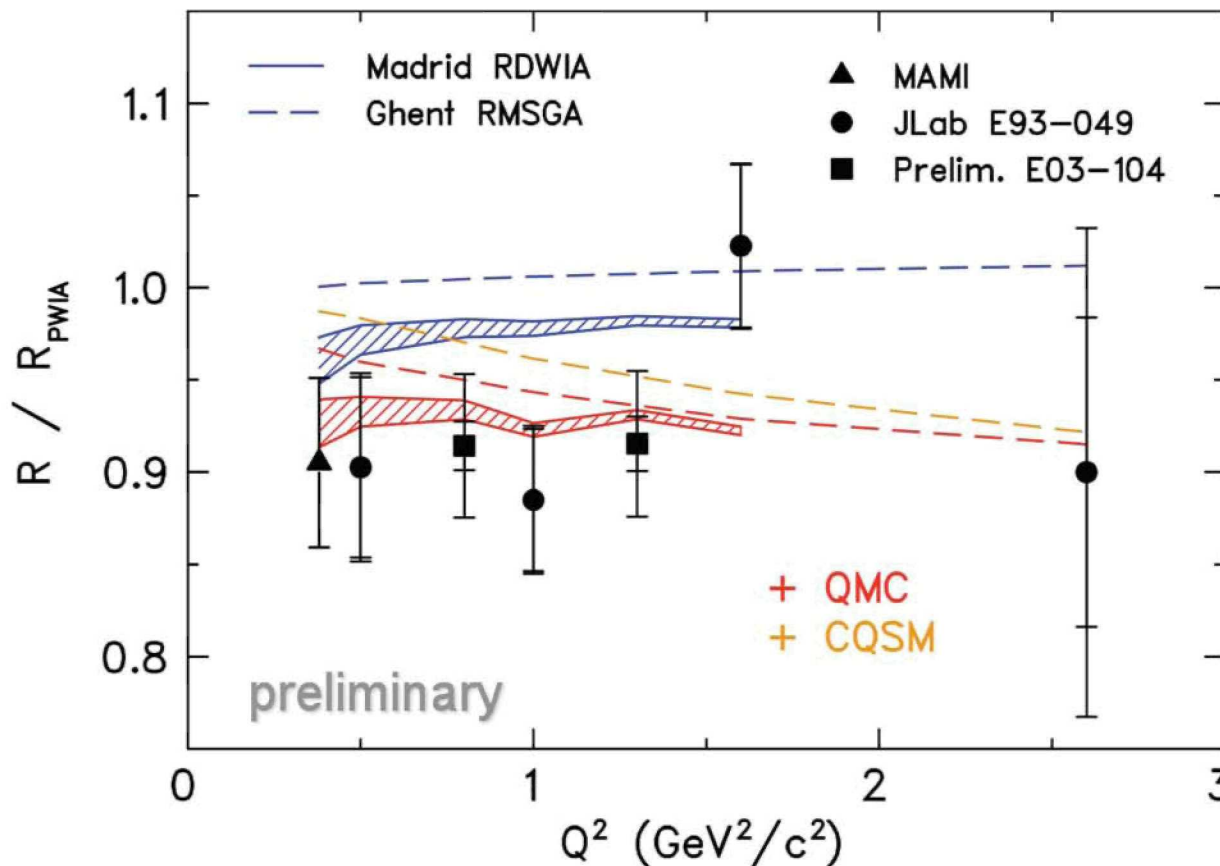 Madrid RDWIA
Ghent RMSGA
MAMI
JLab E93-049
Prelim. E03-104
1.1
1.0
0.9
0.8
R / R_PWIA
+ QMC
+ CQSM
preliminary
0 1 2 3
Q² (GeV²/c²)